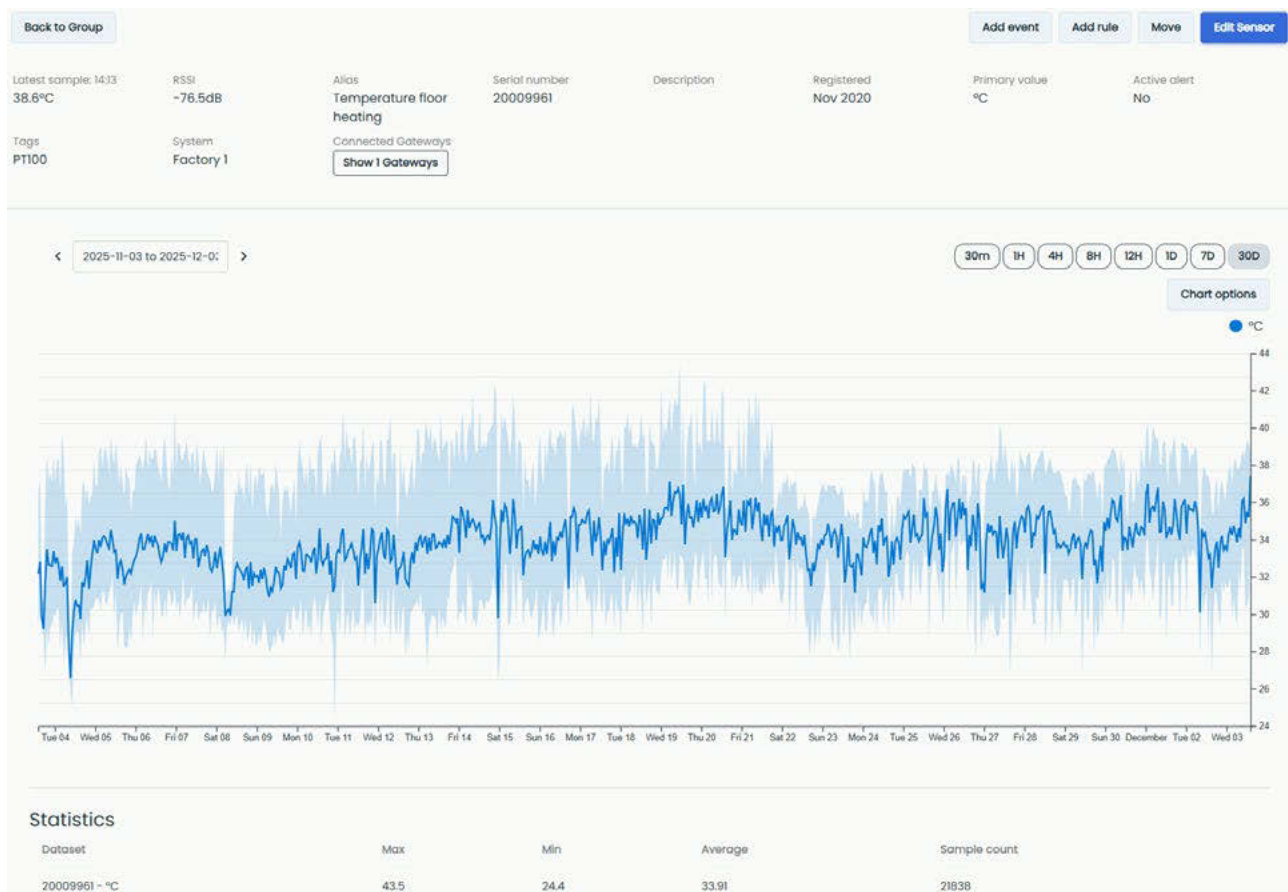 Back to Group
Add event
Add rule
Move
Edit Sensor
Latest sample: 14:13
RSSI
Alias
Serial number
Description
Registered
Primary value
Active alert
38.6°C
-76.5dB
Temperature floor
heating
20009961
Nov 2020
°C
No
Tags
System
Connected Gateways
PT100
Factory 1
Show 1 Gateways
2025-11-03 to 2025-12-03
30m
1H
4H
8H
12H
1D
7D
30D
Chart options
°C
44
42
40
38
36
34
32
30
28
26
24
Tue 04 Wed 05 Thu 06 Fri 07 Sat 08 Sun 09 Mon 10 Tue 11 Wed 12 Thu 13 Fri 14 Sat 15 Sun 16 Mon 17 Tue 18 Wed 19 Thu 20 Fri 21 Sat 22 Sun 23 Mon 24 Tue 25 Wed 26 Thu 27 Fri 28 Sat 29 Sun 30 December Tue 02 Wed 03
Statistics
Dataset Max Min Average Sample count
20009961 - °C 43.5 24.4 33.91 21838